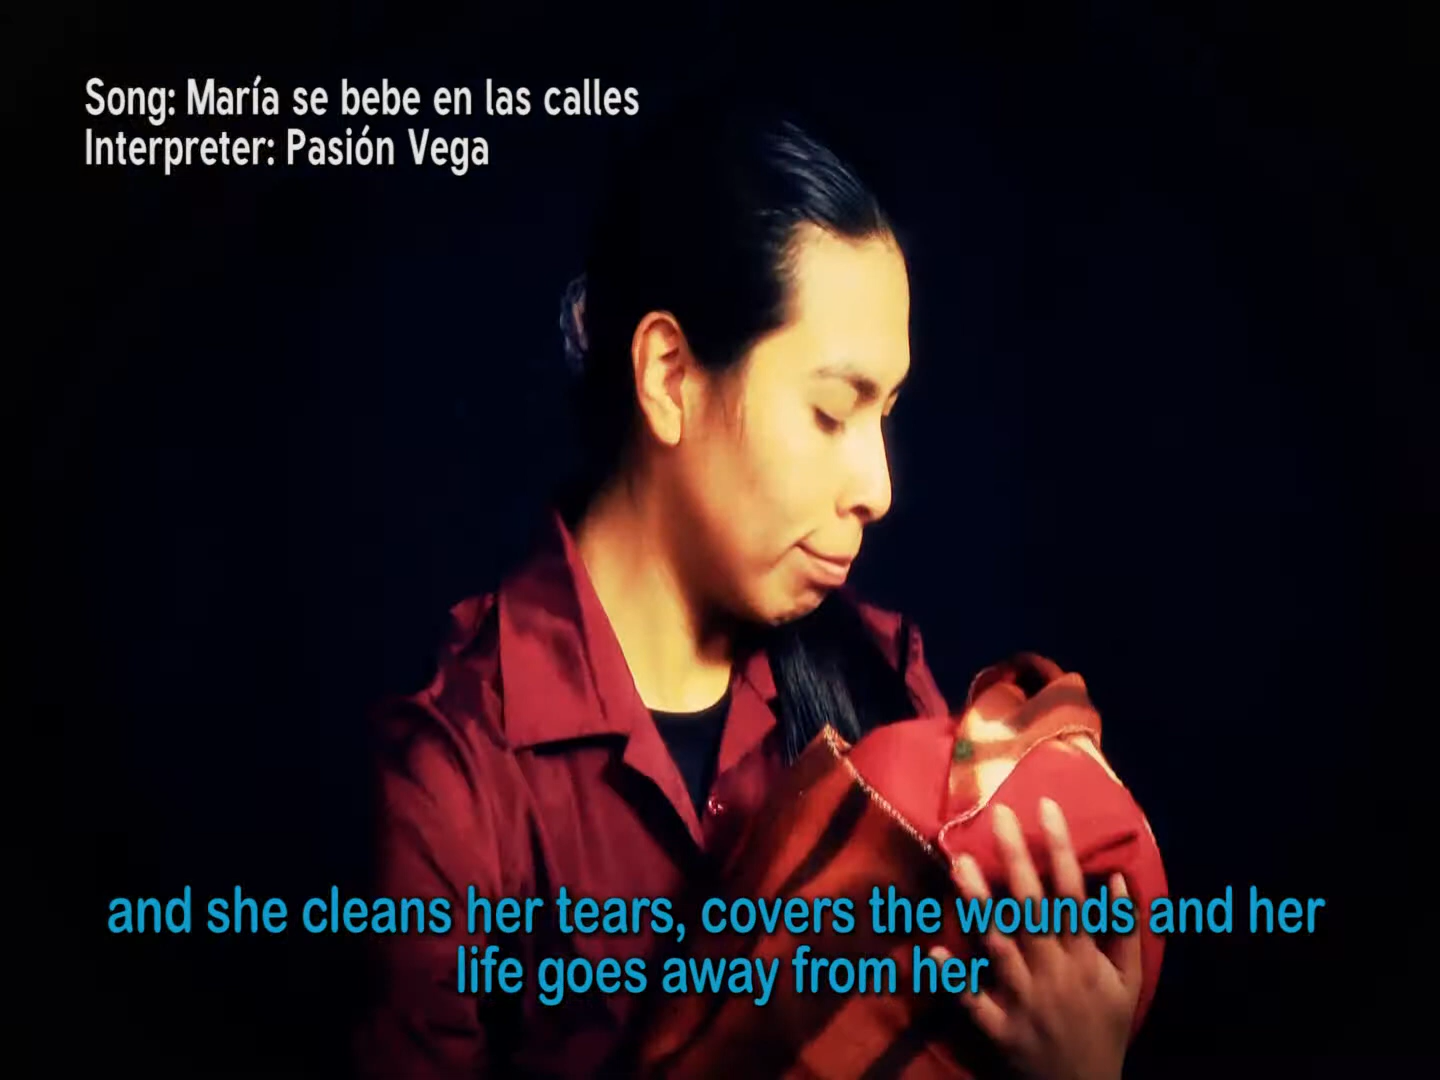 Song: María se bebe en las calles
Interpreter: Pasión Vega
and she cleans her tears, covers the wounds and her
life goes away from her